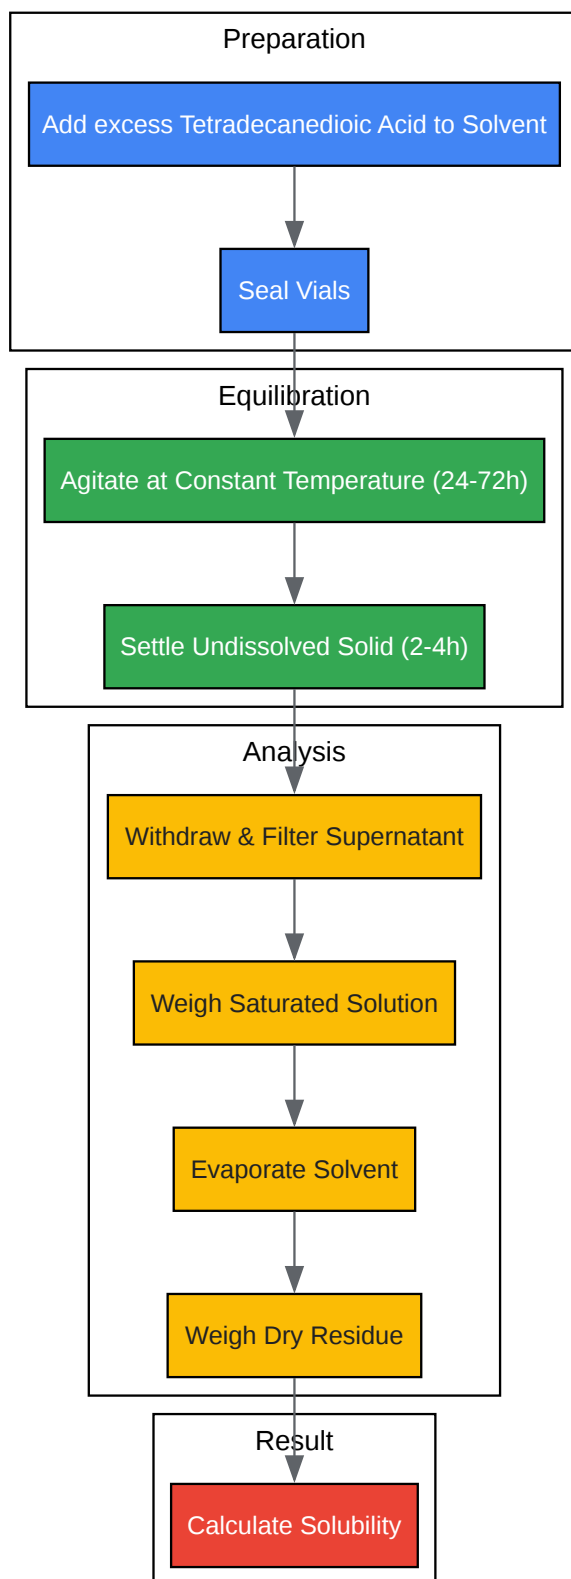 Preparation
Add excess Tetradecanedioic Acid to Solvent
Seal Vials
Equilibration
Agitate at Constant Temperature (24-72h)
Settle Undissolved Solid (2-4h)
Analysis
Withdraw & Filter Supernatant
Weigh Saturated Solution
Evaporate Solvent
Weigh Dry Residue
Result
Calculate Solubility